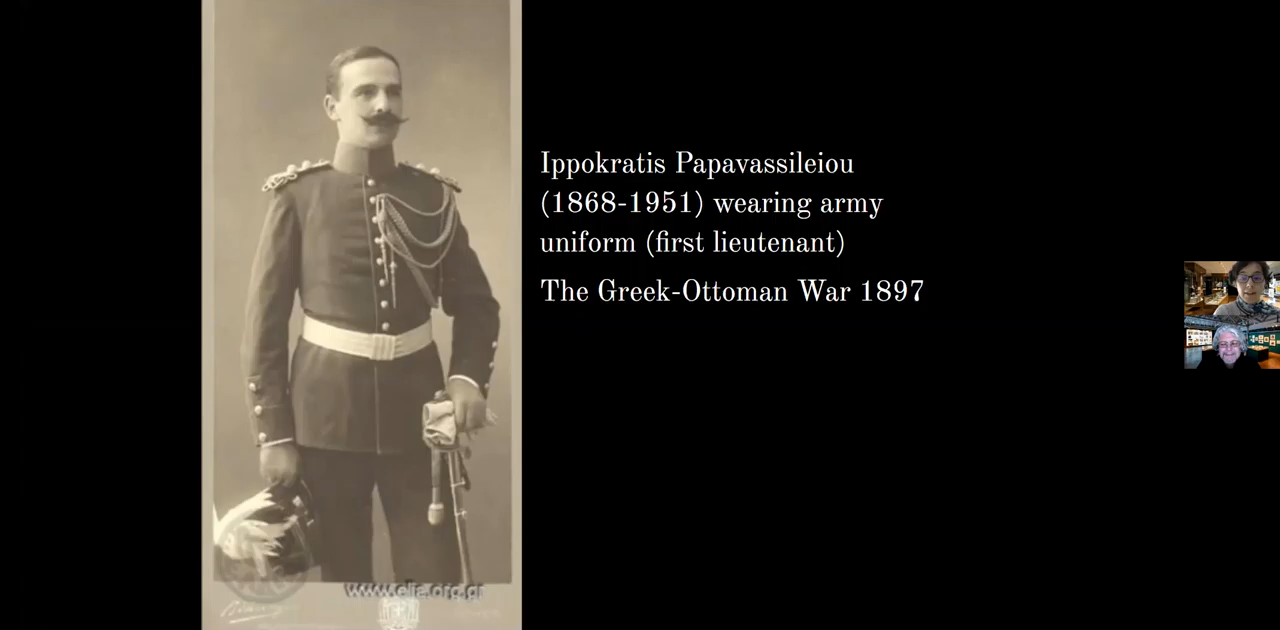 Ippokratis Papavassileiou
(1868-1951) wearing army
uniform (first lieutenant)
The Greek-Ottoman War 1897
www.elia.org.gr